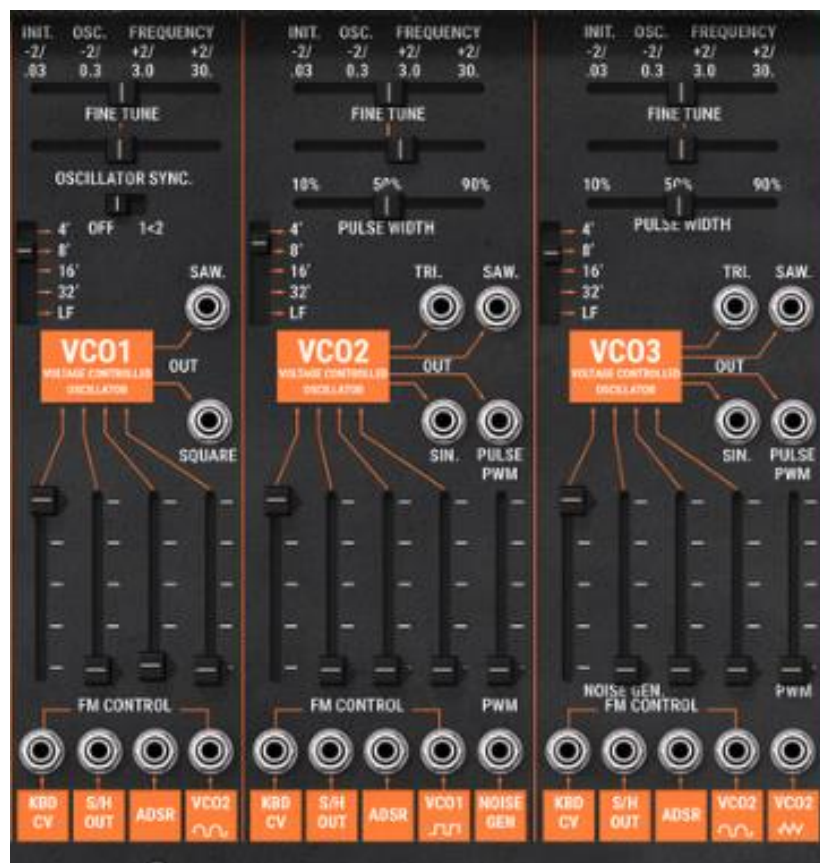 INIT. OSC. FREQUENCY
-2/ -2/ +2/ +2/
.03 0.3 3.0 30.
FINE TUNE
OSCILLATOR SYNC.
OFF 1<2
4'
8'
16'
32'
LF
SAW.
VCO1
VOLTAGE CONTROLLED
OSCILLATOR
OUT
SQUARE
FM CONTROL
KBD CV
S/H OUT
ADSR
VCO2
INIT. OSC. FREQUENCY
-2/ -2/ +2/ +2/
.03 0.3 3.0 30.
FINE TUNE
10% 50% 90%
PULSE WIDTH
4'
8'
16'
32'
LF
TRI. SAW.
VCO2
VOLTAGE CONTROLLED
OSCILLATOR
OUT
SIN. PULSE
PWM
FM CONTROL
PWM
KBD CV
S/H OUT
ADSR
VCO1
NOISE GEN
INIT. OSC. FREQUENCY
-2/ -2/ +2/ +2/
.03 0.3 3.0 30.
FINE TUNE
10% 50% 90%
PULSE WIDTH
4'
8'
16'
32'
LF
TRI. SAW.
VCO3
VOLTAGE CONTROLLED
OSCILLATOR
OUT
SIN. PULSE
PWM
NOISE GEN.
FM CONTROL
PWM
KBD CV
S/H OUT
ADSR
VCO2
VCO2